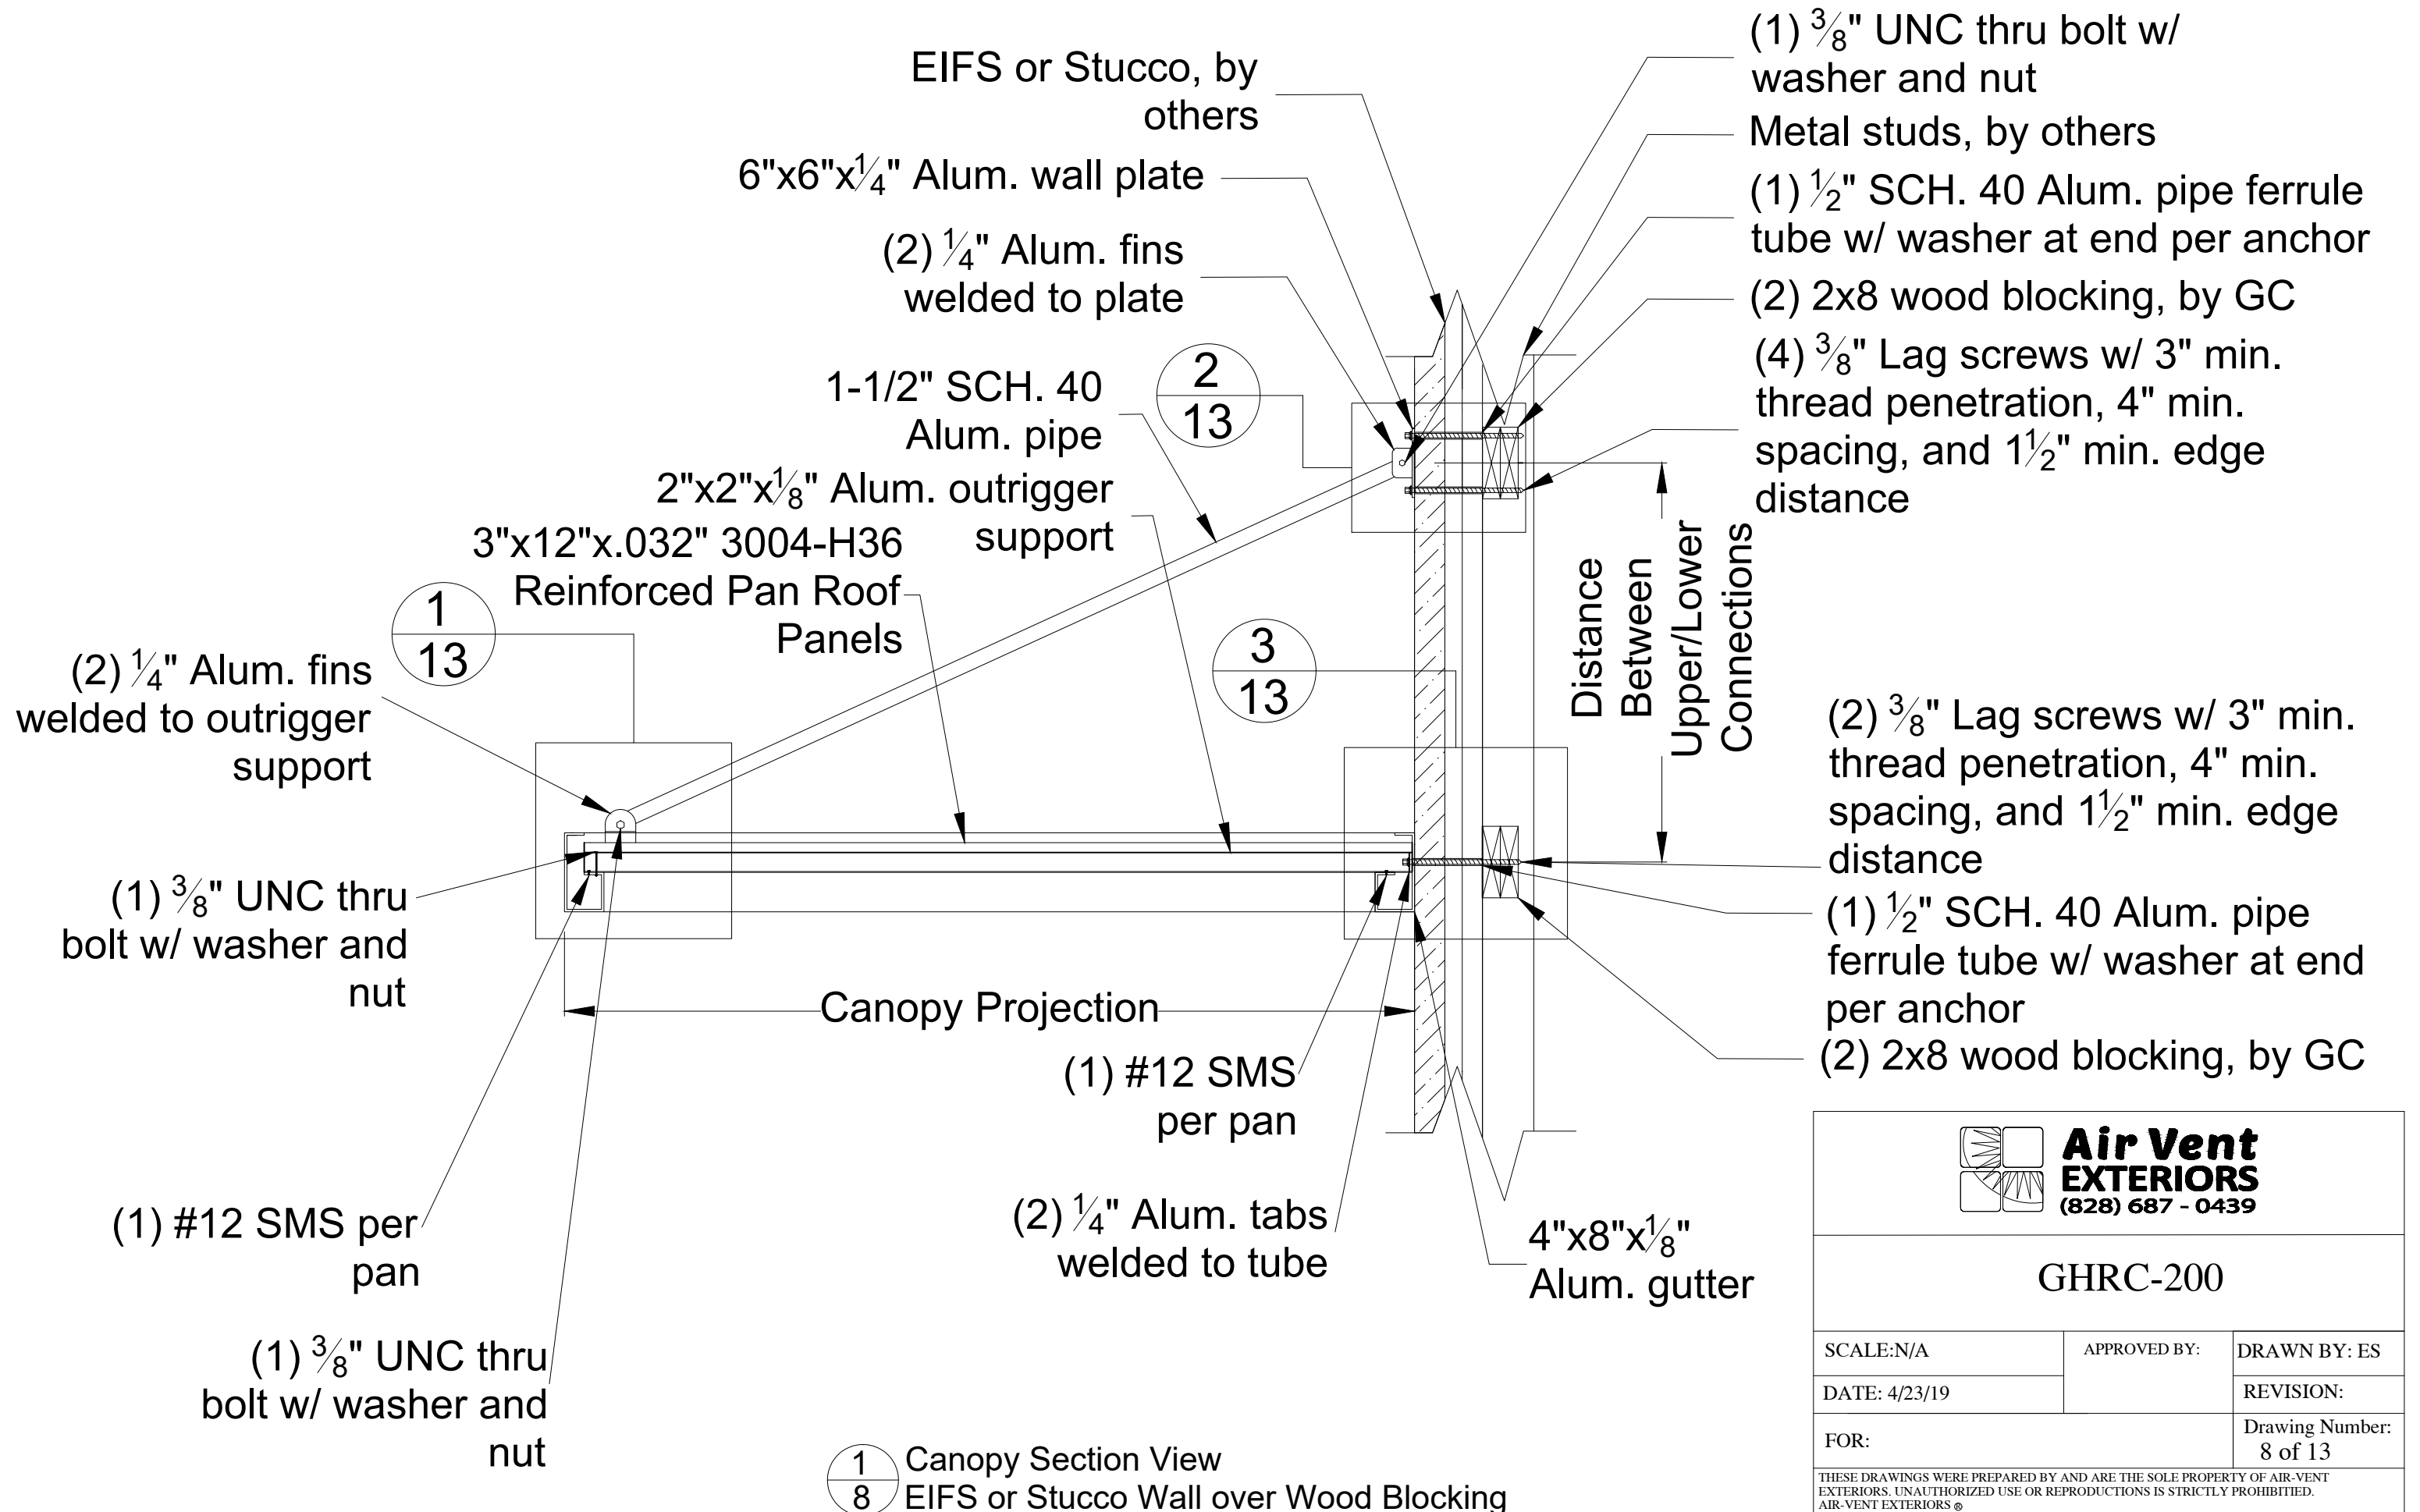 EIFS or Stucco, by
others
6"x6"x1⁄4" Alum. wall plate
(2) 1⁄4" Alum. fins
welded to plate
1-1/2" SCH. 40
Alum. pipe
2"x2"x1⁄8" Alum. outrigger
support
3"x12"x.032" 3004-H36
Reinforced Pan Roof
Panels
(2) 1⁄4" Alum. fins
welded to outrigger
support
(1) 3⁄8" UNC thru
bolt w/ washer and
nut
(1) #12 SMS per
pan
(1) 3⁄8" UNC thru
bolt w/ washer and
nut
1
13
2
13
3
13
Canopy Projection
(1) #12 SMS
per pan
(2) 1⁄4" Alum. tabs
welded to tube
4"x8"x1⁄8"
Alum. gutter
Distance
Between
Upper/Lower
Connections
(1) 3⁄8" UNC thru bolt w/
washer and nut
Metal studs, by others
(1) 1⁄2" SCH. 40 Alum. pipe ferrule
tube w/ washer at end per anchor
(2) 2x8 wood blocking, by GC
(4) 3⁄8" Lag screws w/ 3" min.
thread penetration, 4" min.
spacing, and 1 1⁄2" min. edge
distance
(2) 3⁄8" Lag screws w/ 3" min.
thread penetration, 4" min.
spacing, and 1 1⁄2" min. edge
distance
(1) 1⁄2" SCH. 40 Alum. pipe
ferrule tube w/ washer at end
per anchor
(2) 2x8 wood blocking, by GC
1
8
Canopy Section View
EIFS or Stucco Wall over Wood Blocking
Air Vent
EXTERIORS
(828) 687 - 0439
GHRC-200
SCALE:N/A
APPROVED BY:
DRAWN BY: ES
DATE: 4/23/19
REVISION:
FOR:
Drawing Number:
8 of 13
THESE DRAWINGS WERE PREPARED BY AND ARE THE SOLE PROPERTY OF AIR-VENT
EXTERIORS. UNAUTHORIZED USE OR REPRODUCTIONS IS STRICTLY PROHIBITIED.
AIR-VENT EXTERIORS ®